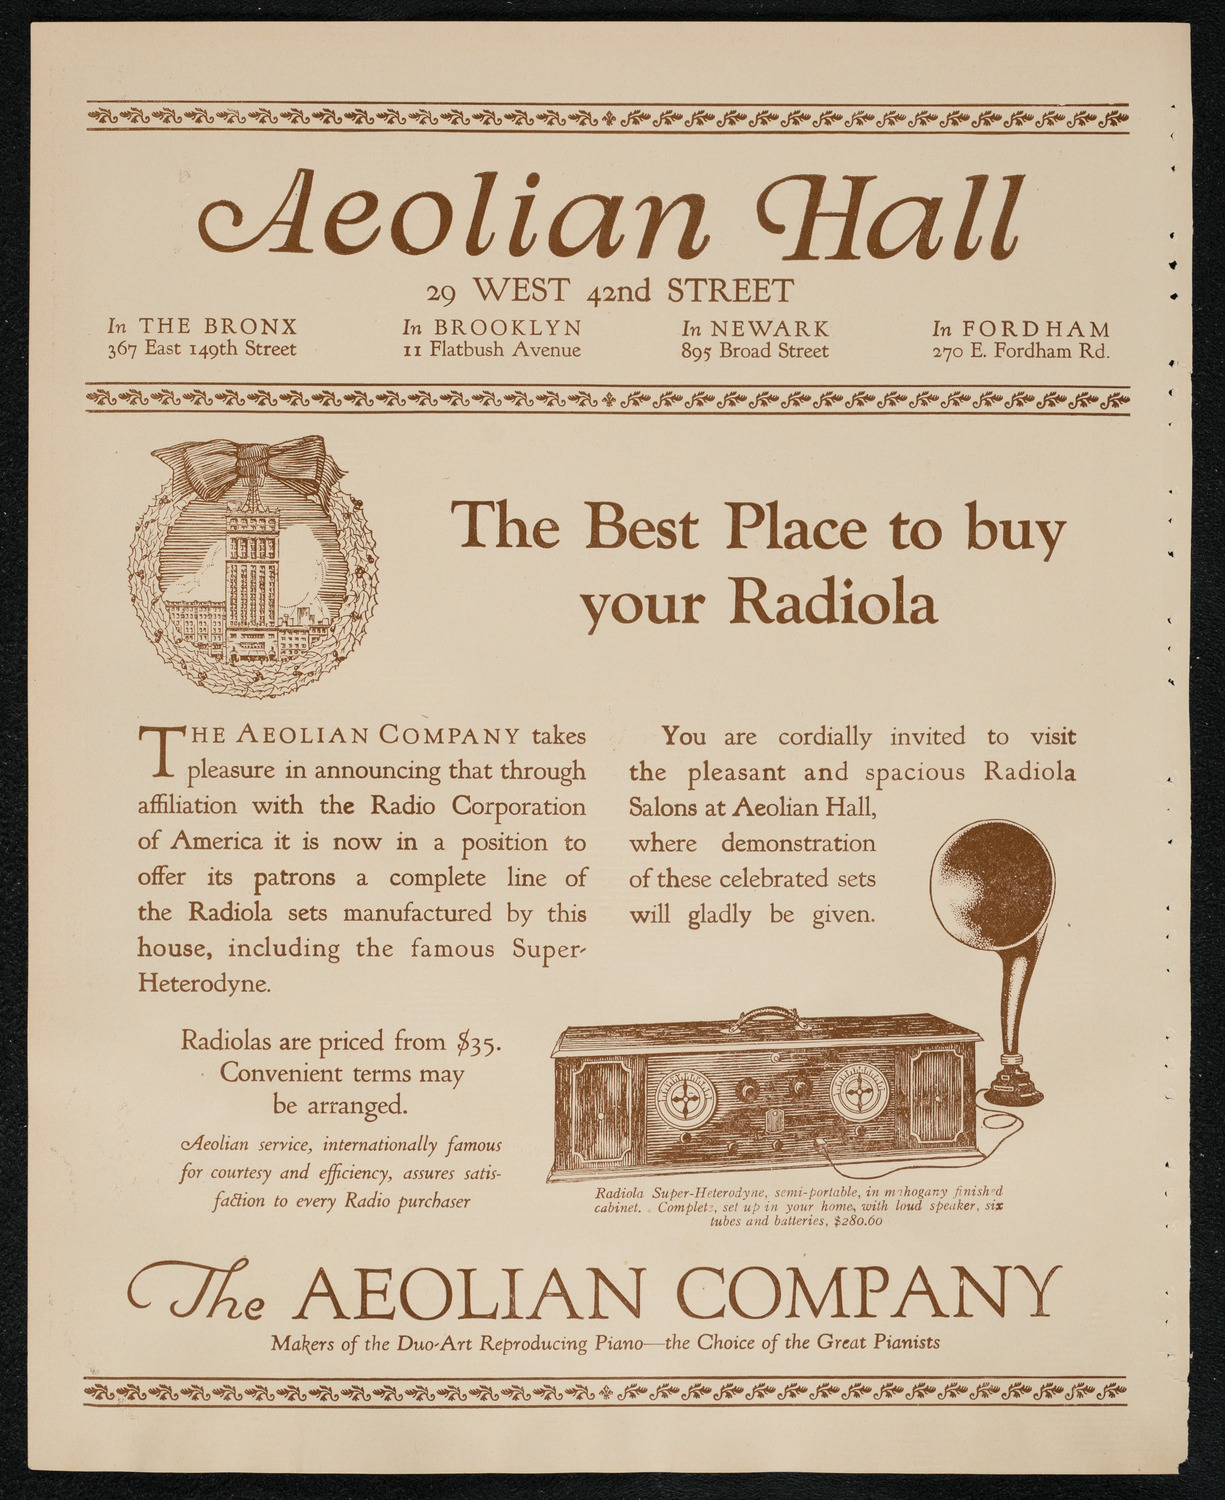 Aeolian Hall
29 WEST 42nd STREET
In THE BRONX
367 East 149th Street
In BROOKLYN
11 Flatbush Avenue
In NEWARK
895 Broad Street
In FORDHAM
270 E. Fordham Rd.
The Best Place to buy
your Radiola
THE AEOLIAN COMPANY takes
pleasure in announcing that through
affiliation with the Radio Corporation
of America it is now in a position to
offer its patrons a complete line of
the Radiola sets manufactured by this
house, including the famous Super-
Heterodyne.
Radiolas are priced from $35.
Convenient terms may
be arranged.
Aeolian service, internationally famous
for courtesy and efficiency, assures satis-
faction to every Radio purchaser
You are cordially invited to visit
the pleasant and spacious Radiola
Salons at Aeolian Hall,
where demonstration
of these celebrated sets
will gladly be given.
Radiola Super-Heterodyne, semi-portable, in mahogany finished
cabinet. Complete, set up in your home, with loud speaker, six
tubes and batteries, $280.60
The AEOLIAN COMPANY
Makers of the Duo-Art Reproducing Piano—the Choice of the Great Pianists